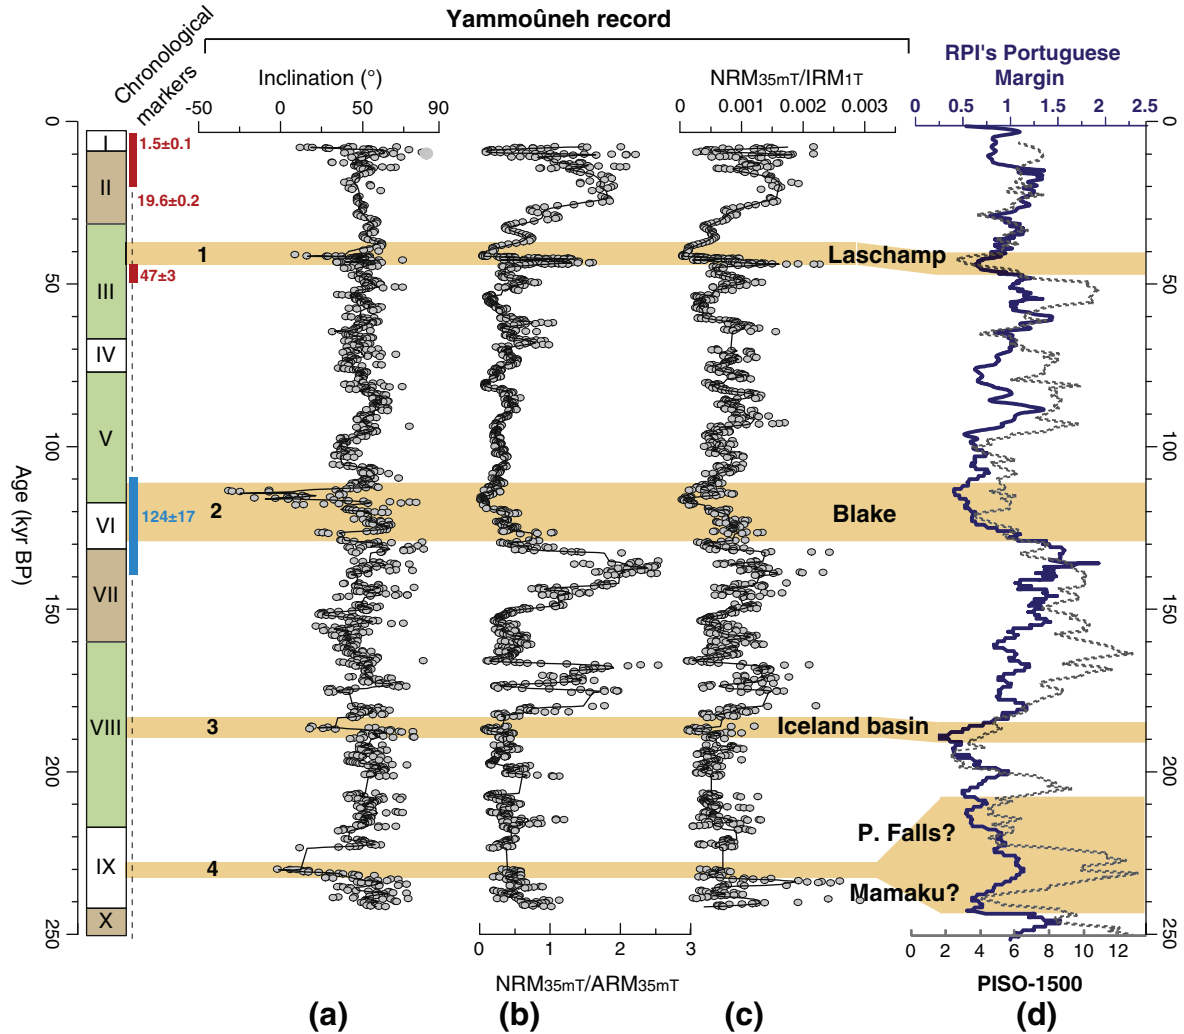 Yammoûneh record
Chronological
markers
Inclination (°)
-50 0 50 90
NRM35mT/IRM1T
0 0.001 0.002 0.003
RPI's Portuguese
Margin
0 0.5 1 1.5 2 2.5
0
50
100
150
200
250
Age (kyr BP)
I
II
III
IV
V
VI
VII
VIII
IX
X
1.5±0.1
19.6±0.2
47±3
124±17
1
Laschamp
2
Blake
3
Iceland basin
4
P. Falls?
Mamaku?
0
50
100
150
200
250
0 1 2 3
NRM35mT/ARM35mT
0 2 4 6 8 10 12
PISO-1500
(a) (b) (c) (d)